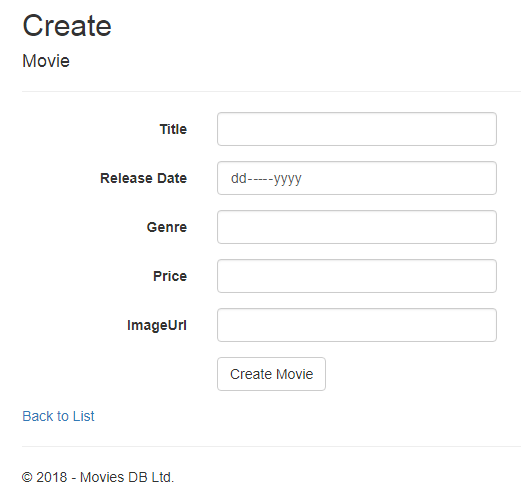 Create
Movie
Title
Release Date
dd-----yyyy
Genre
Price
ImageUrl
Create Movie
Back to List
© 2018 - Movies DB Ltd.